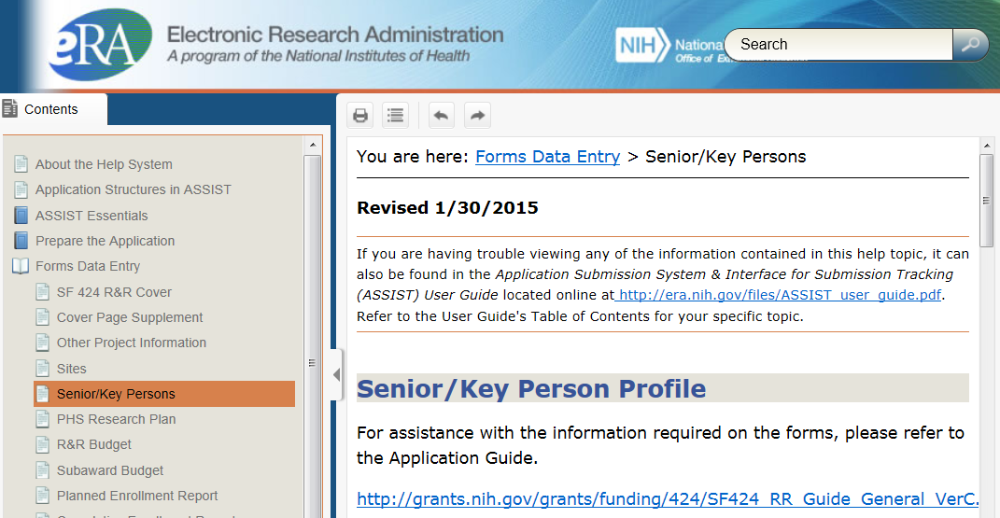 eRA
Electronic Research Administration
A program of the National Institutes of Health
NIH
National
Office of
Search
Contents
About the Help System
Application Structures in ASSIST
ASSIST Essentials
Prepare the Application
Forms Data Entry
SF 424 R&R Cover
Cover Page Supplement
Other Project Information
Sites
Senior/Key Persons
PHS Research Plan
R&R Budget
Subaward Budget
Planned Enrollment Report
You are here: Forms Data Entry > Senior/Key Persons
Revised 1/30/2015
If you are having trouble viewing any of the information contained in this help topic, it can
also be found in the Application Submission System & Interface for Submission Tracking
(ASSIST) User Guide located online at http://era.nih.gov/files/ASSIST_user_guide.pdf.
Refer to the User Guide's Table of Contents for your specific topic.
Senior/Key Person Profile
For assistance with the information required on the forms, please refer to
the Application Guide.
http://grants.nih.gov/grants/funding/424/SF424_RR_Guide_General_VerC.